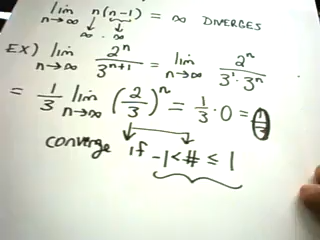 lim n→∞ n(n-1) = ∞ DIVERGES
∞ · ∞
EX) lim n→∞ 2^n / 3^(n+1) = lim n→∞ 2^n / (3^1 · 3^n)
= 1/3 lim n→∞ (2/3)^n = 1/3 · 0 =
converge if -1 < # ≤ 1